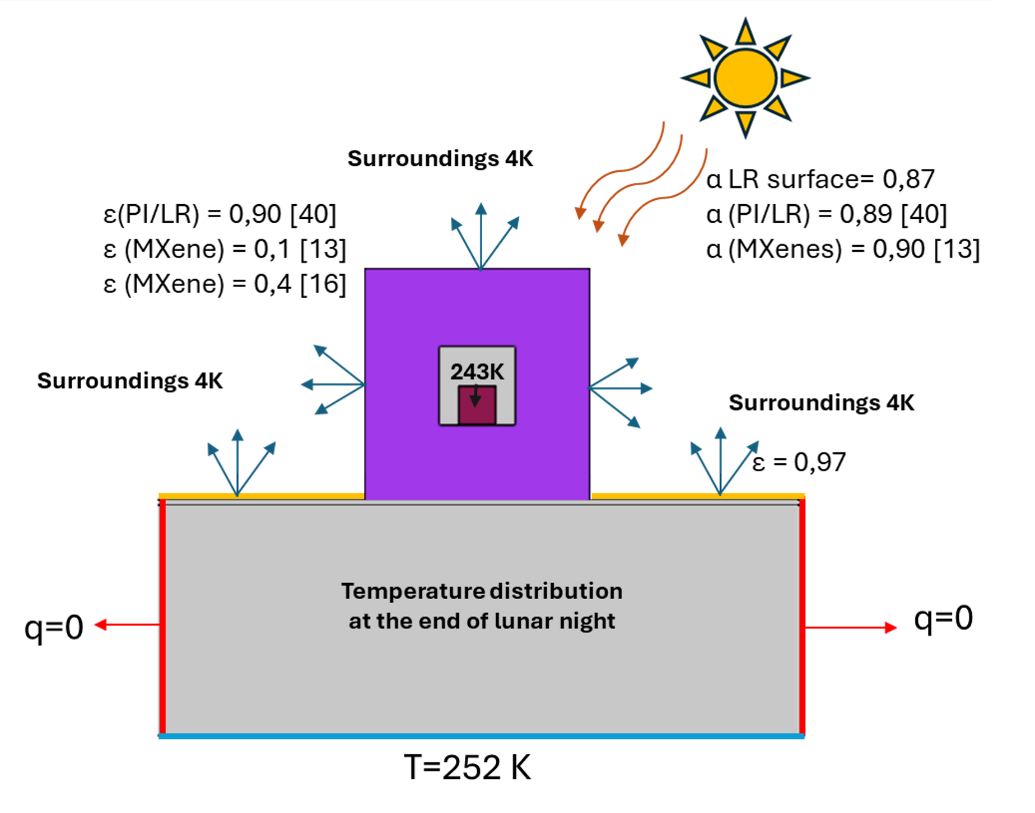 Surroundings 4K
α LR surface= 0,87
α (PI/LR) = 0,89 [40]
α (MXenes) = 0,90 [13]
ε(PI/LR) = 0,90 [40]
ε (MXene) = 0,1 [13]
ε (MXene) = 0,4 [16]
243K
Surroundings 4K
Surroundings 4K
ε = 0,97
Temperature distribution
at the end of lunar night
q=0
q=0
T=252 K